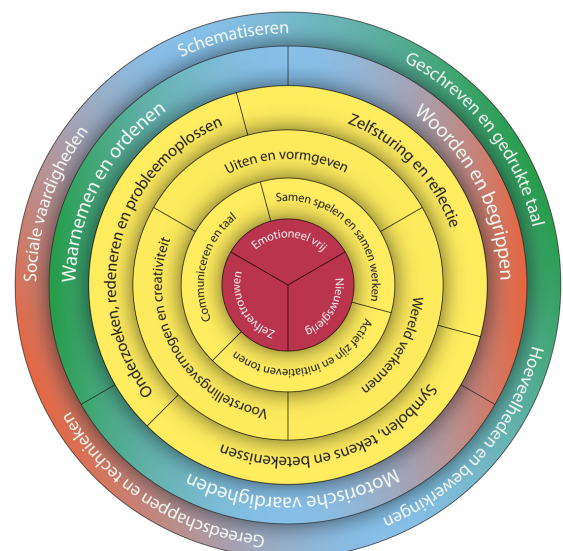 Schematiseren
Geschreven en gedrukte taal
Hoeveelheden en bewerkingen
Gereedschappen en technieken
Sociale vaardigheden
Waarnemen en ordenen
Woorden en begrippen
Motorische vaardigheden
Onderzoeken, redeneren en probleemoplossen
Zelfsturing en reflectie
Symbolen, tekens en betekenissen
Uiten en vormgeven
Wereld verkennen
Voorstellingsvermogen en creativiteit
Communiceren en taal
Samen spelen en samen werken
Actief zijn en initiatieven tonen
Emotioneel vrij
Nieuwsgierig
Zelfvertrouwen